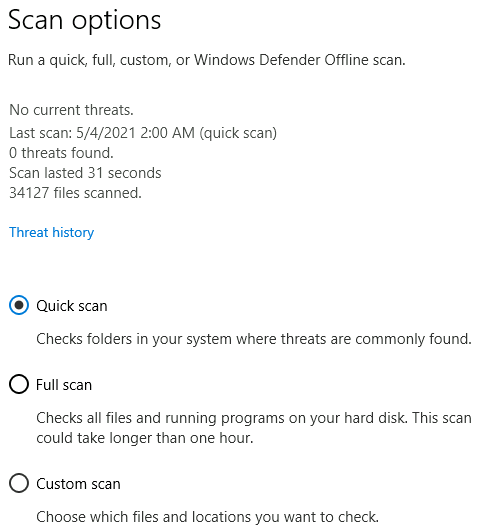 Scan options
Run a quick, full, custom, or Windows Defender Offline scan.
No current threats.
Last scan: 5/4/2021 2:00 AM (quick scan)
0 threats found.
Scan lasted 31 seconds
34127 files scanned.
Threat history
Quick scan
Checks folders in your system where threats are commonly found.
Full scan
Checks all files and running programs on your hard disk. This scan
could take longer than one hour.
Custom scan
Choose which files and locations you want to check.